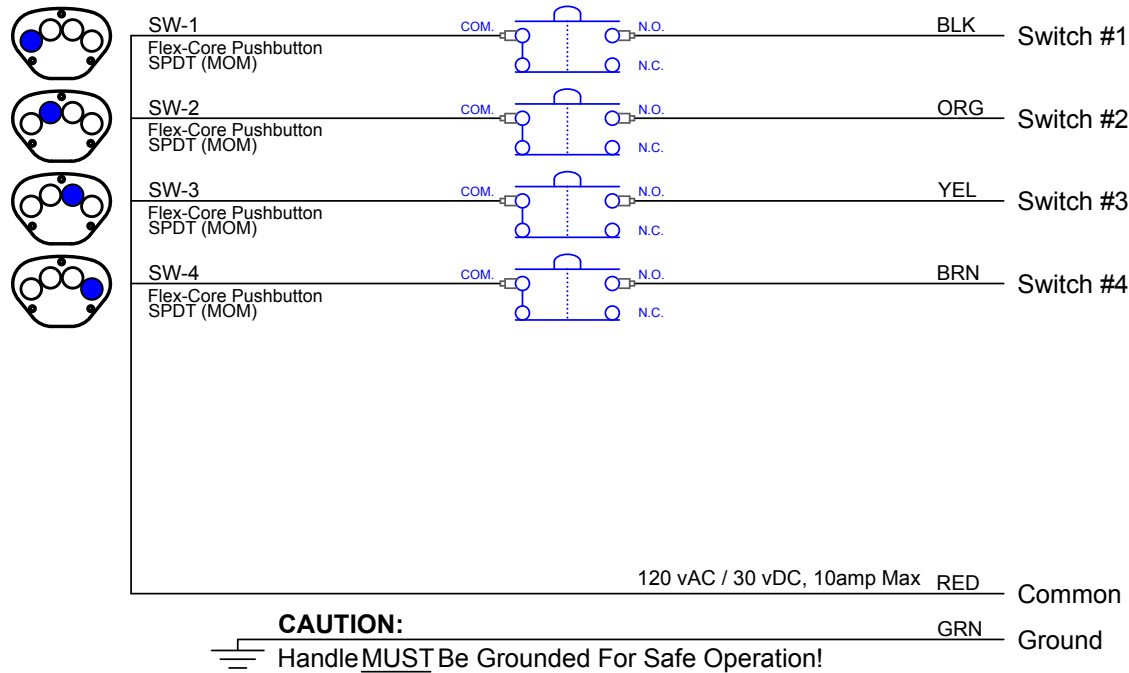 SW-1 COM. N.O. BLK Switch #1
Flex-Core Pushbutton
SPDT (MOM) N.C.
SW-2 COM. N.O. ORG Switch #2
Flex-Core Pushbutton
SPDT (MOM) N.C.
SW-3 COM. N.O. YEL Switch #3
Flex-Core Pushbutton
SPDT (MOM) N.C.
SW-4 COM. N.O. BRN Switch #4
Flex-Core Pushbutton
SPDT (MOM) N.C.
120 vAC / 30 vDC, 10amp Max RED Common
CAUTION: GRN Ground
Handle MUST Be Grounded For Safe Operation!